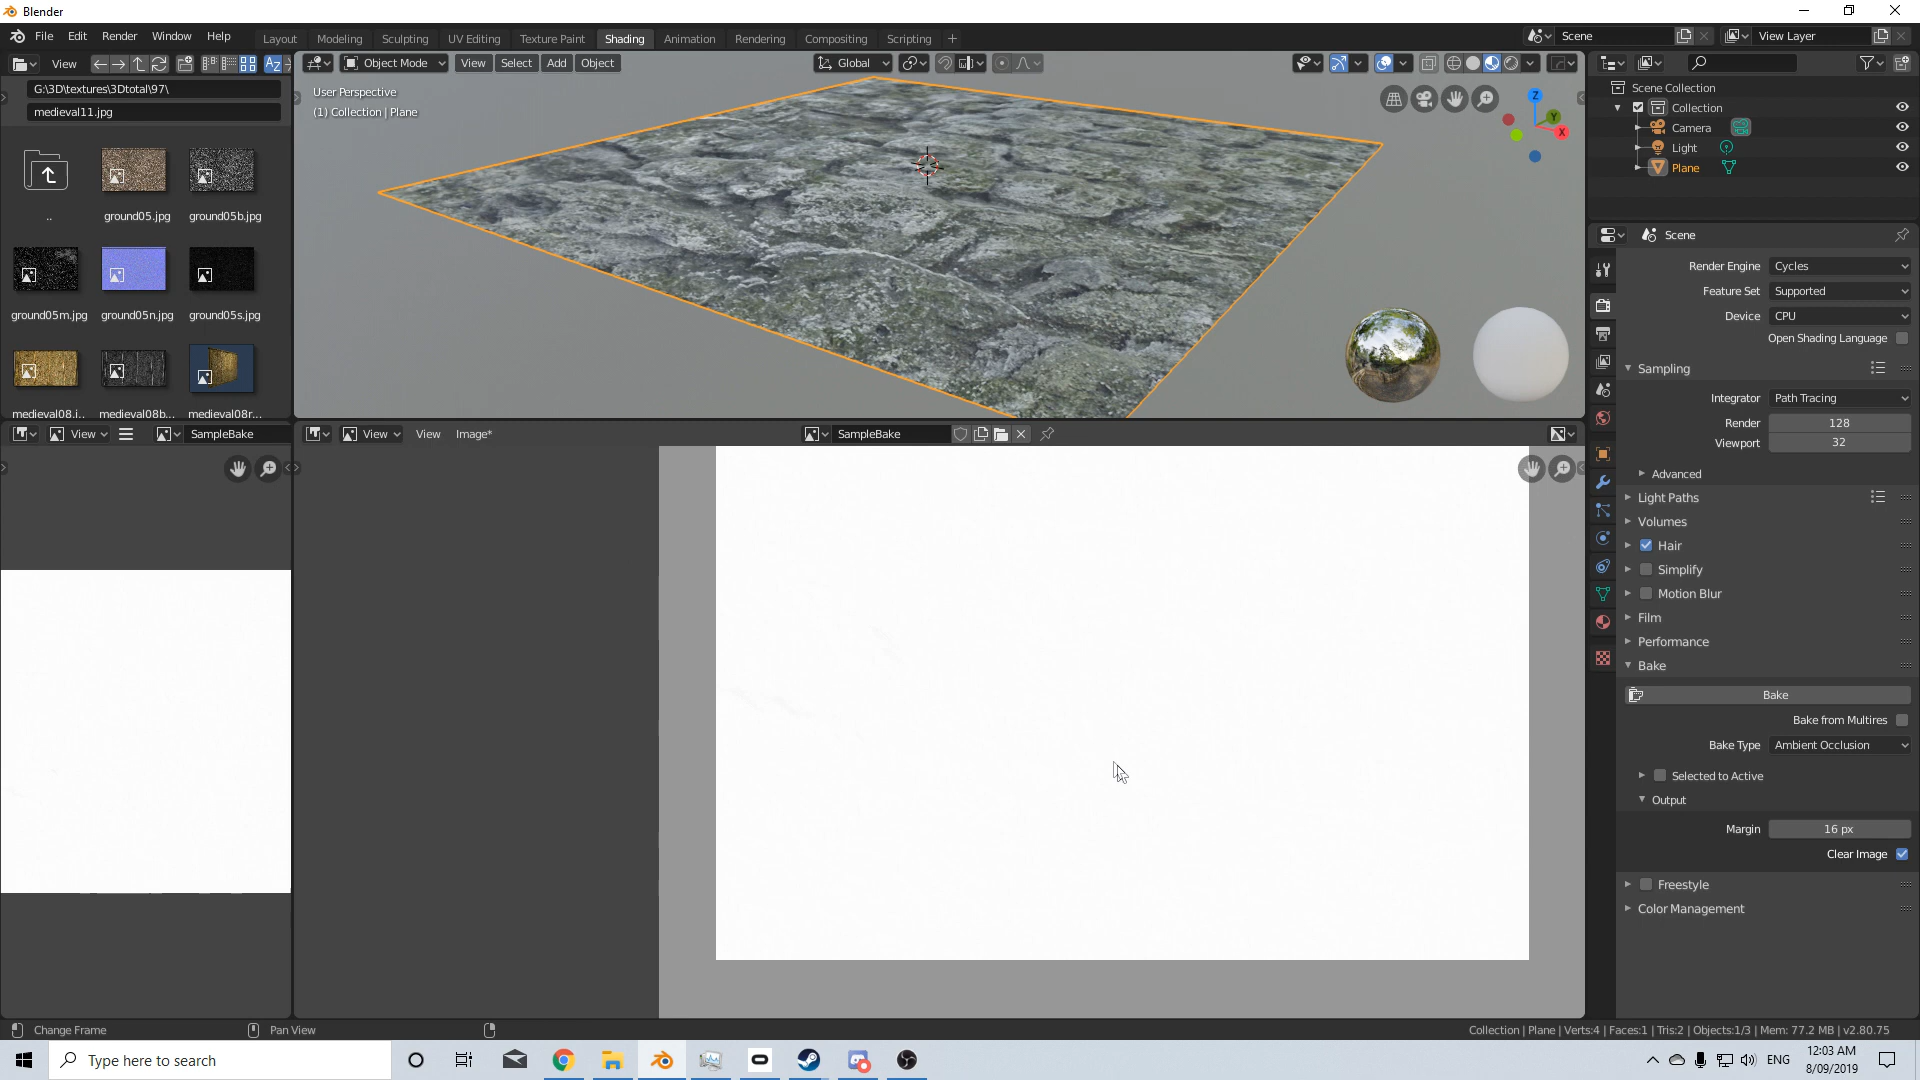 Blender
File Edit Render Window Help
Layout Modeling Sculpting UV Editing Texture Paint Shading Animation Rendering Compositing Scripting +
Scene
View Layer
View
G:\3D\textures\3Dtotal\97\
medieval11.jpg
..
ground05.jpg
ground05b.jpg
ground05m.jpg
ground05n.jpg
ground05s.jpg
medieval08.i...
medieval08b...
medieval08r...
Object Mode View Select Add Object
Global
User Perspective
(1) Collection | Plane
Z
Y
X
Scene Collection
Collection
Camera
Light
Plane
Scene
Render Engine Cycles
Feature Set Supported
Device CPU
Open Shading Language
Sampling
Integrator Path Tracing
Render 128
Viewport 32
Advanced
Light Paths
Volumes
Hair
Simplify
Motion Blur
Film
Performance
Bake
Bake
Bake from Multires
Bake Type Ambient Occlusion
Selected to Active
Output
Margin 16 px
Clear Image
Freestyle
Color Management
View SampleBake
View View Image* SampleBake
Change Frame Pan View
Collection | Plane | Verts:4 | Faces:1 | Tris:2 | Objects:1/3 | Mem: 77.2 MB | v2.80.75
Type here to search
ENG
12:03 AM
8/09/2019